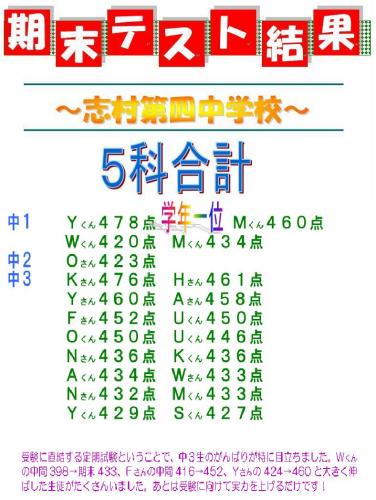 期末テスト結果
～志村第四中学校～
５科合計
中１ Ｙくん４７８点 学年一位 Ｍくん４６０点
Ｗくん４２０点 Ｍくん４３４点
中２ Ｏさん４２３点
中３ Ｋさん４７６点 Ｈさん４６１点
Ｙさん４６０点 Ａさん４５８点
Ｆさん４５２点 Ｕくん４５０点
Ｏくん４５０点 Ｕくん４４６点
Ｎさん４３６点 Ｋくん４３６点
Ａくん４３４点 Ｗさん４３３点
Ｎさん４３２点 Ｍくん４３３点
Ｙくん４２９点 Ｓくん４２７点
受験に直結する定期試験ということで、中３生のがんばりが特に目立ちました。Ｗくん
の中間398→期末433、Ｆさんの中間416→452、Ｙさんの424→460と大きく伸
ばした生徒がたくさんいました。あとは受験に向けて実力を上げるだけです！